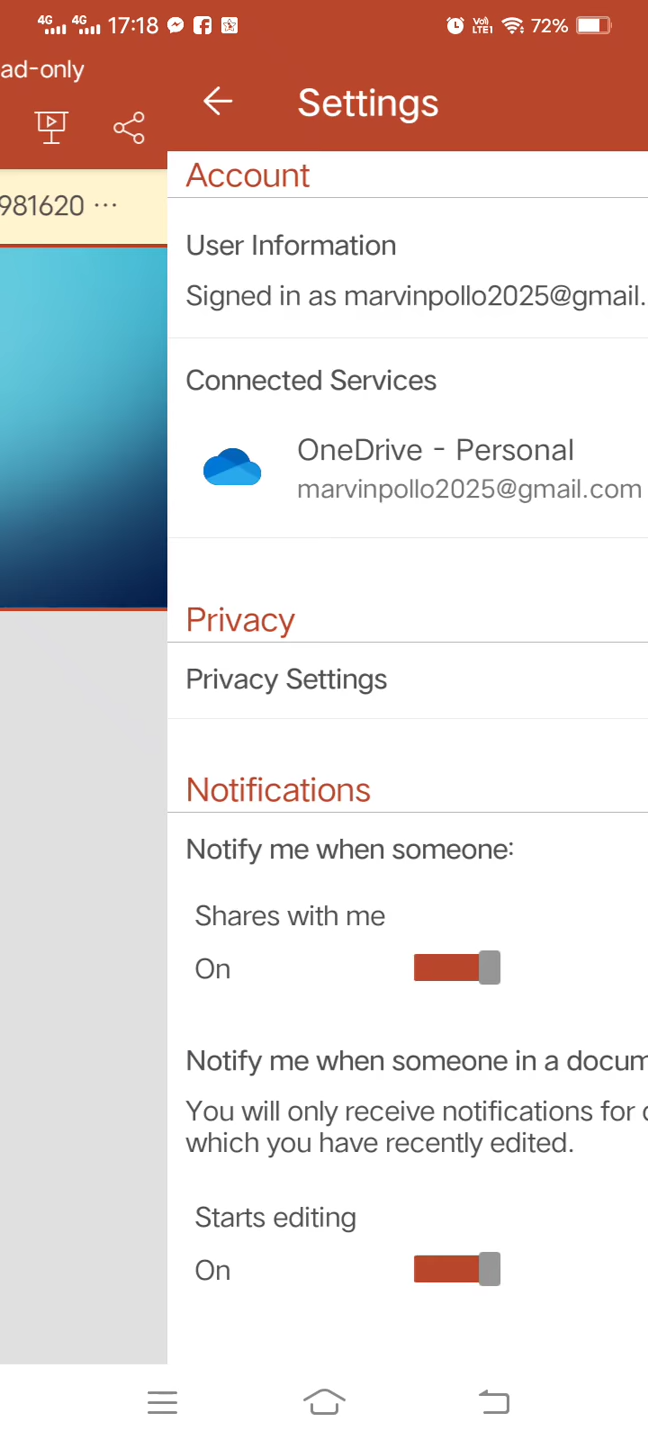 4G 4G 17:18 VoI) LTE1 72%
ad-only
Settings
981620 ...
Account
User Information
Signed in as marvinpollo2025@gmail.
Connected Services
OneDrive - Personal
marvinpollo2025@gmail.com
Privacy
Privacy Settings
Notifications
Notify me when someone:
Shares with me
On
Notify me when someone in a docum
You will only receive notifications for
which you have recently edited.
Starts editing
On